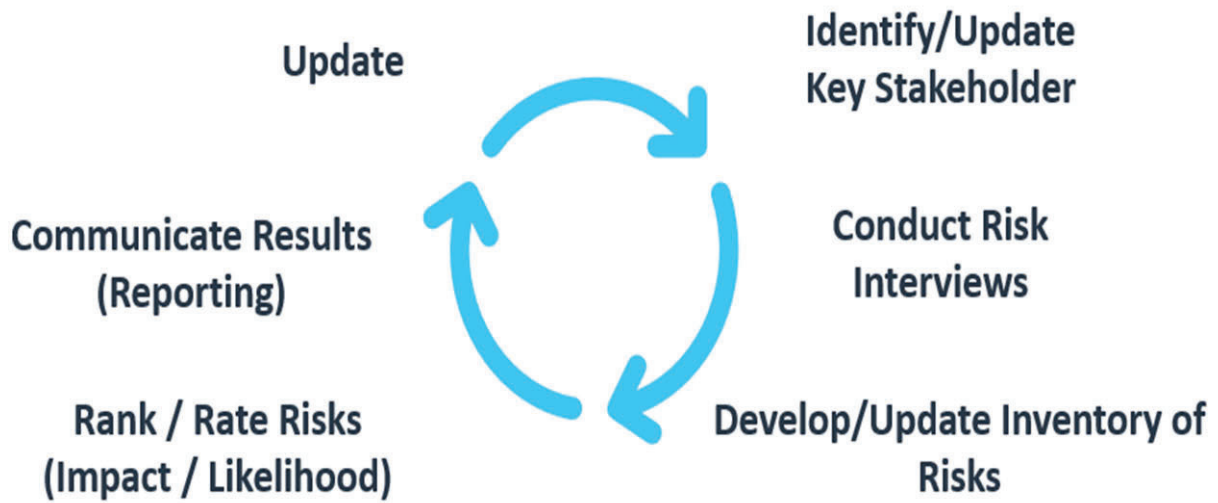 Update
Identify/Update
Key Stakeholder
Conduct Risk
Interviews
Develop/Update Inventory of
Risks
Rank / Rate Risks
(Impact / Likelihood)
Communicate Results
(Reporting)